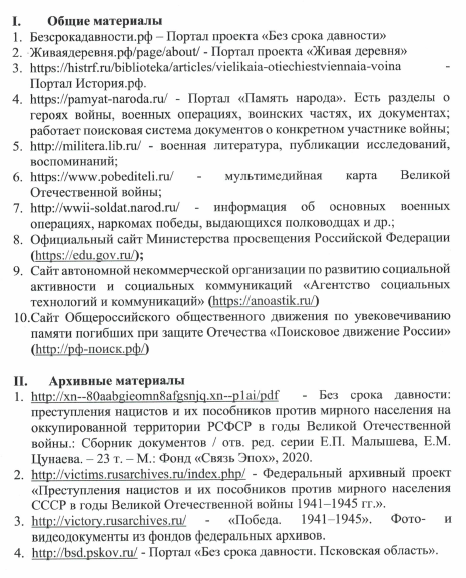 I. Общие материалы
1. Безсрокадавности.рф – Портал проекта «Без срока давности»
2. Живаядеревня.рф/page/about/ - Портал проекта «Живая деревня»
3. https://histrf.ru/biblioteka/articles/vielikaia-otiechiestviennaia-voina -
Портал История.рф.
4. https://pamyat-naroda.ru/ - Портал «Память народа». Есть разделы о
героях войны, военных операциях, воинских частях, их документах;
работает поисковая система документов о конкретном участнике войны;
5. http://militera.lib.ru/ - военная литература, публикации исследований,
воспоминаний;
6. https://www.pobediteli.ru/ - мультимедийная карта Великой
Отечественной войны;
7. http://wwii-soldat.narod.ru/ - информация об основных военных
операциях, наркомах победы, выдающихся полководцах и др.;
8. Официальный сайт Министерства просвещения Российской Федерации
(https://edu.gov.ru/);
9. Сайт автономной некоммерческой организации по развитию социальной
активности и социальных коммуникаций «Агентство социальных
технологий и коммуникаций» (https://anoastik.ru/)
10.Сайт Общероссийского общественного движения по увековечиванию
памяти погибших при защите Отечества «Поисковое движение России»
(http://рф-поиск.рф/)
II. Архивные материалы
1. http://xn--80aabgieomn8afgsnjq.xn--p1ai/pdf - Без срока давности:
преступления нацистов и их пособников против мирного населения на
оккупированной территории РСФСР в годы Великой Отечественной
войны.: Сборник документов / отв. ред. серии Е.П. Малышева, Е.М.
Цунаева. – 23 т. – М.: Фонд «Связь Эпох», 2020.
2. http://victims.rusarchives.ru/index.php/ - Федеральный архивный проект
«Преступления нацистов и их пособников против мирного населения
СССР в годы Великой Отечественной войны 1941–1945 гг.».
3. http://victory.rusarchives.ru/ - «Победа. 1941–1945». Фото- и
видеодокументы из фондов федеральных архивов.
4. http://bsd.pskov.ru/ - Портал «Без срока давности. Псковская область».